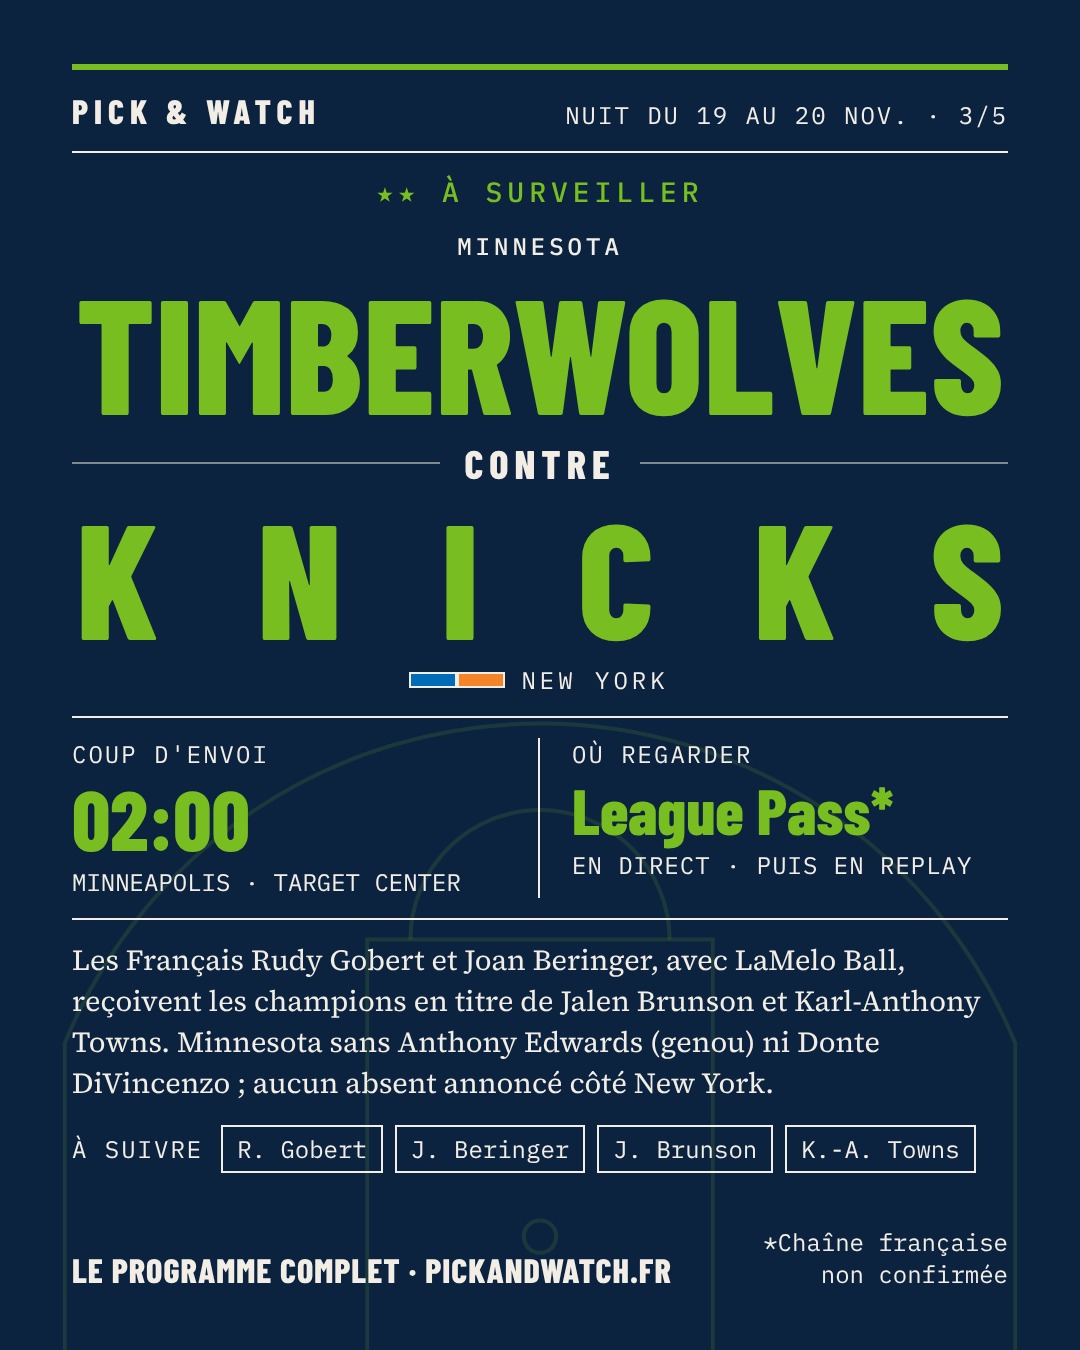 PICK & WATCH
NUIT DU 19 AU 20 NOV. · 3/5
★★ À SURVEILLER
MINNESOTA
TIMBERWOLVES
CONTRE
KNICKS
NEW YORK
COUP D'ENVOI
02:00
MINNEAPOLIS · TARGET CENTER
OÙ REGARDER
League Pass*
EN DIRECT · PUIS EN REPLAY
Les Français Rudy Gobert et Joan Beringer, avec LaMelo Ball,
reçoivent les champions en titre de Jalen Brunson et Karl-Anthony
Towns. Minnesota sans Anthony Edwards (genou) ni Donte
DiVincenzo ; aucun absent annoncé côté New York.
À SUIVRE R. Gobert J. Beringer J. Brunson K.-A. Towns
LE PROGRAMME COMPLET · PICKANDWATCH.FR
*Chaîne française
non confirmée